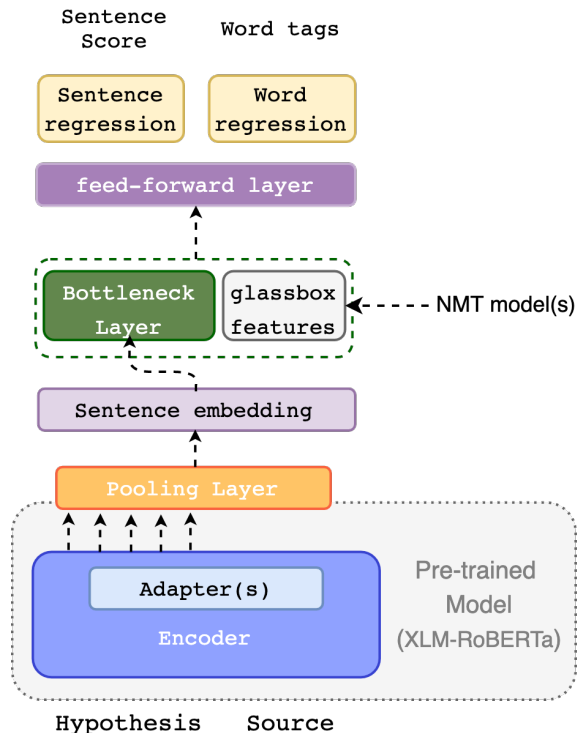 Sentence Score
Word tags
Sentence regression
Word regression
feed-forward layer
Bottleneck Layer
glassbox features
NMT model(s)
Sentence embedding
Pooling Layer
Adapter(s)
Encoder
Pre-trained
Model
(XLM-RoBERTa)
Hypothesis Source